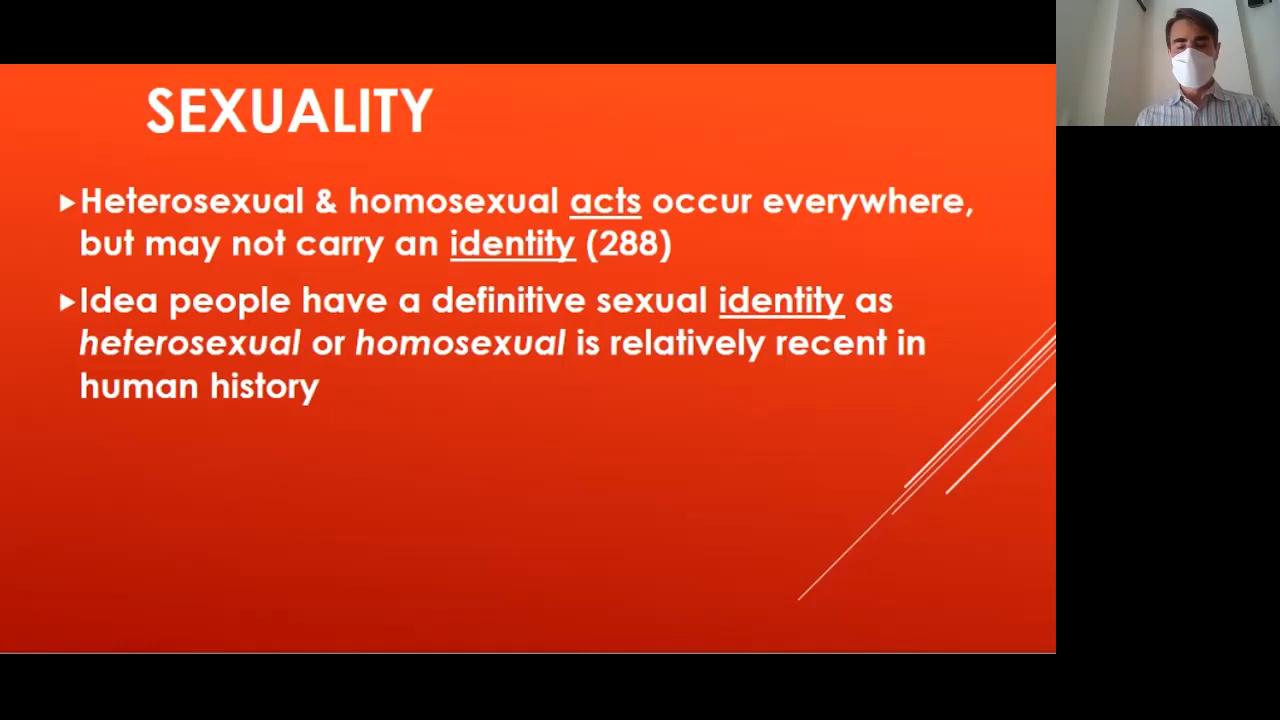 SEXUALITY
Heterosexual & homosexual acts occur everywhere,
but may not carry an identity (288)
Idea people have a definitive sexual identity as
heterosexual or homosexual is relatively recent in
human history